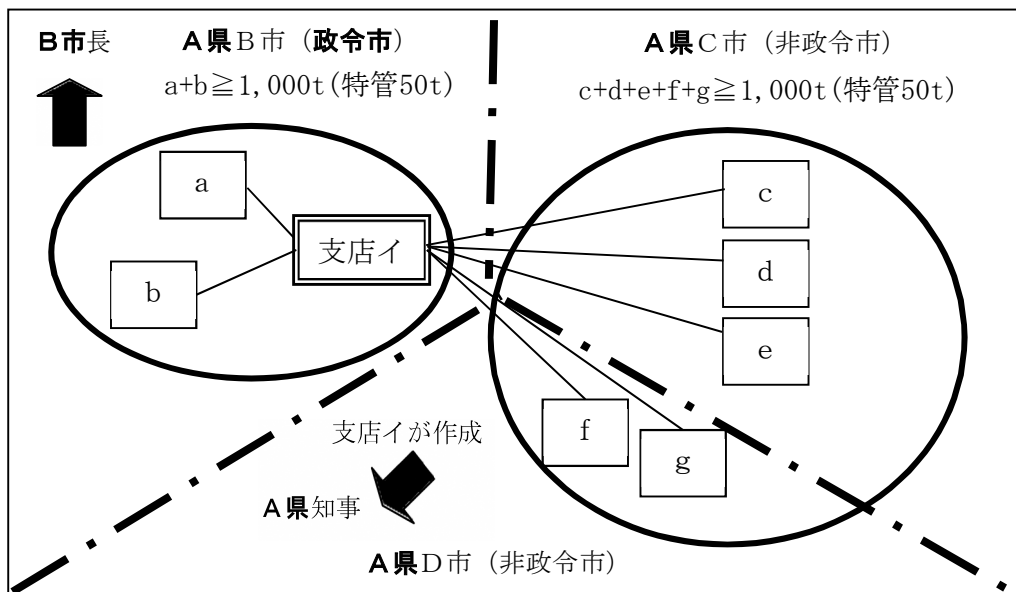 B市長
A県B市（政令市）
a+b≧1,000t(特管50t)
A県C市（非政令市）
c+d+e+f+g≧1,000t(特管50t)
a
b
支店イ
c
d
e
f
g
支店イが作成
A県知事
A県D市（非政令市）